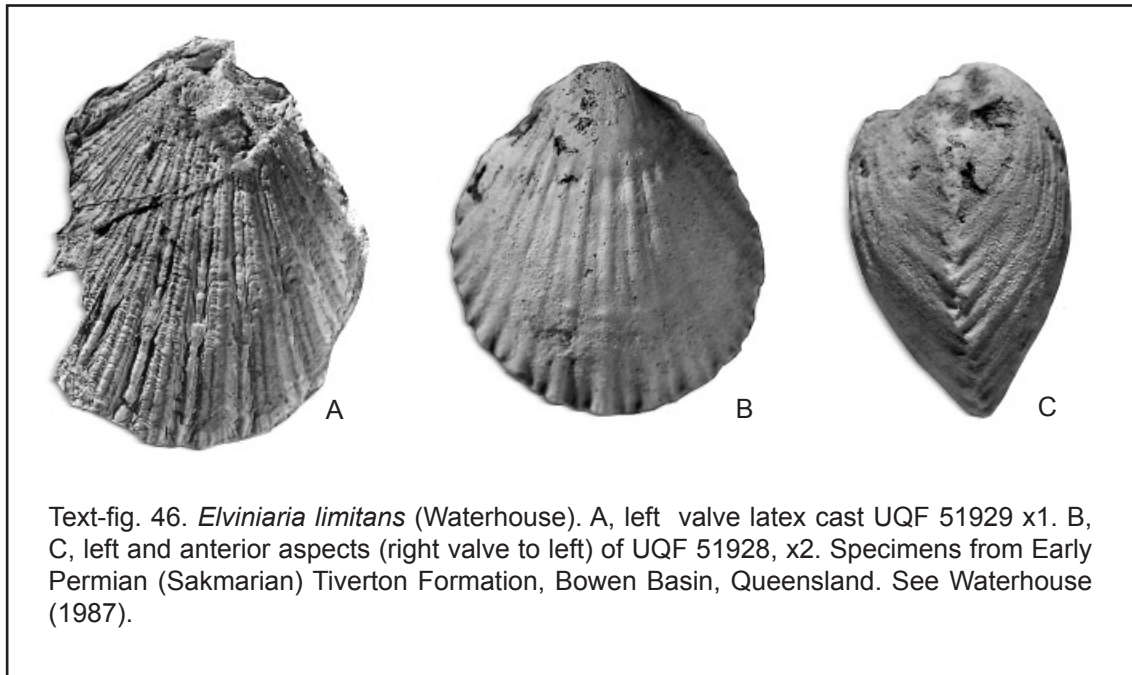 A
B
C
Text-fig. 46. Elviniaria limitans (Waterhouse). A, left valve latex cast UQF 51929 x1. B,
C, left and anterior aspects (right valve to left) of UQF 51928, x2. Specimens from Early
Permian (Sakmarian) Tiverton Formation, Bowen Basin, Queensland. See Waterhouse
(1987).